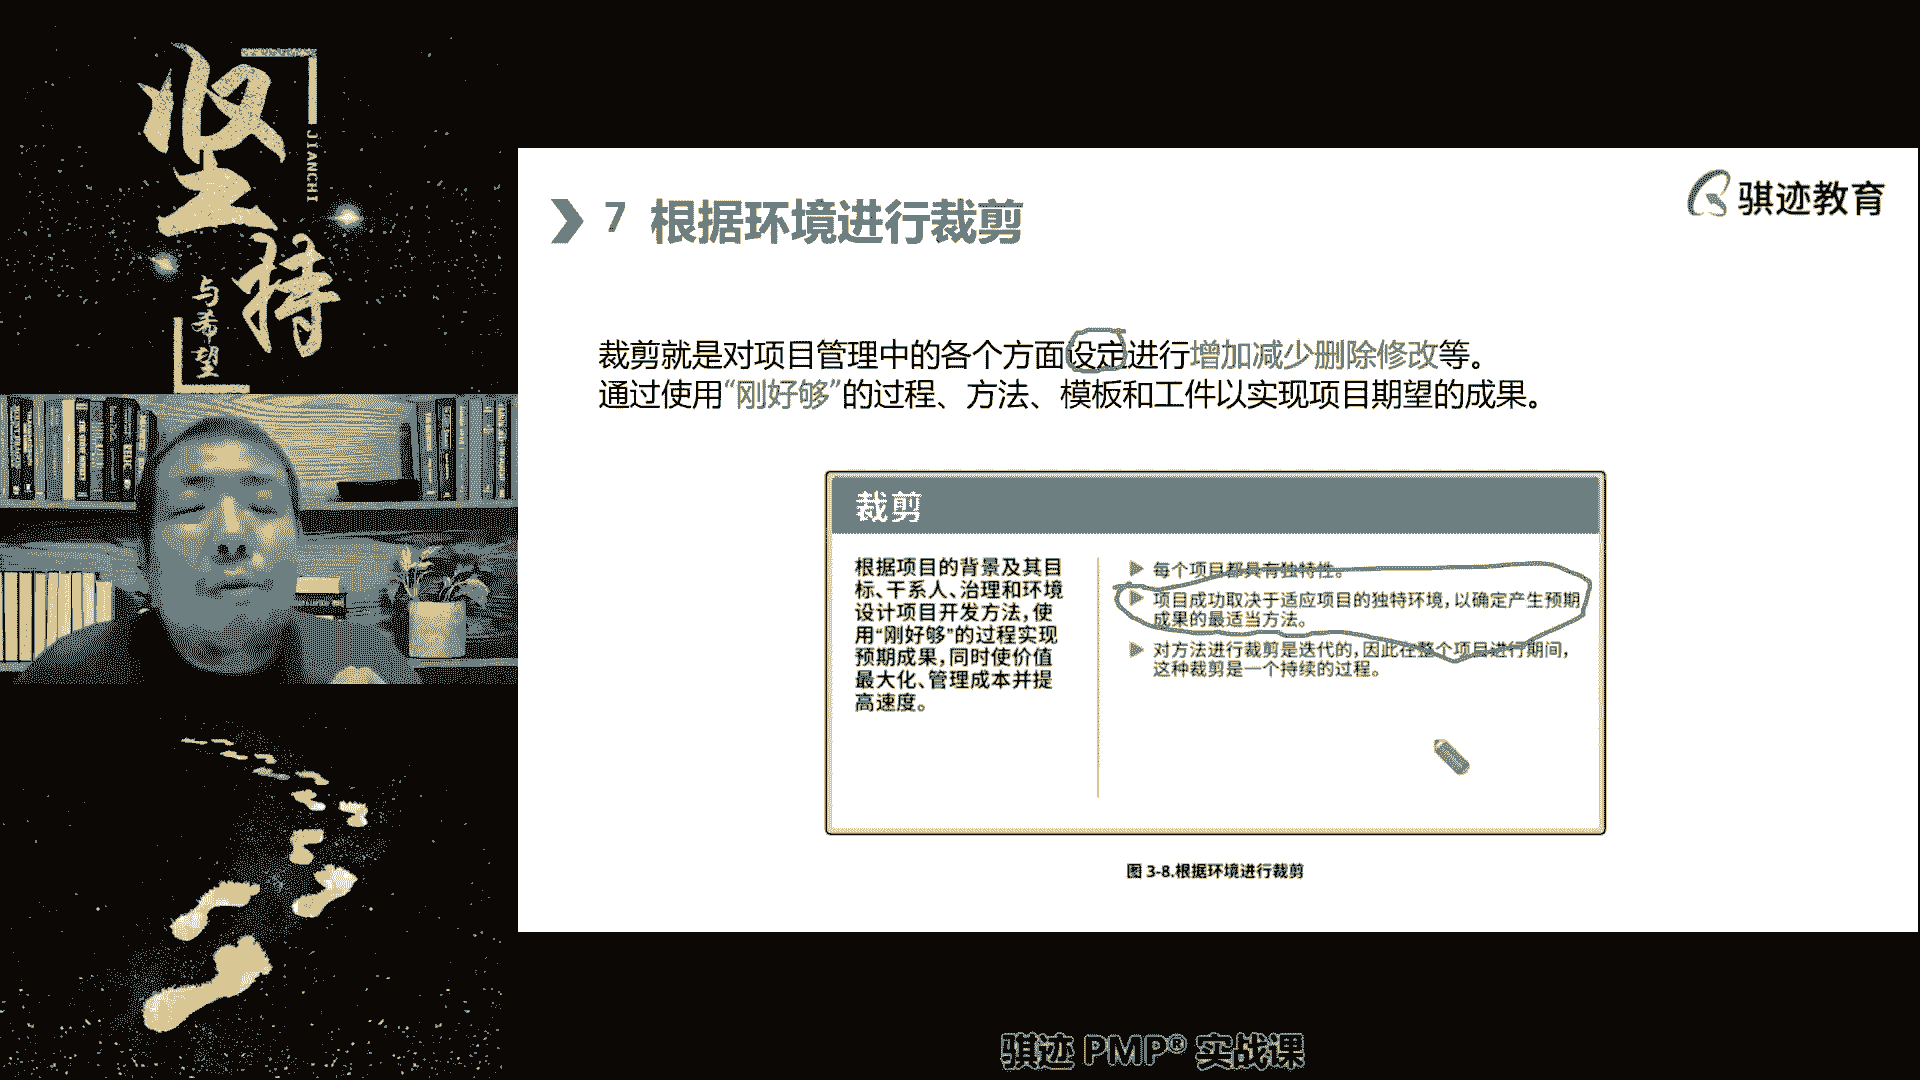 坚持
JIANCHI
与希望
骐迹教育
7 根据环境进行裁剪
裁剪就是对项目管理中的各个方面设定进行增加减少删除修改等。
通过使用“刚好够”的过程、方法、模板和工件以实现项目期望的成果。
裁剪
根据项目的背景及其目
标、干系人、治理和环境
设计项目开发方法,使
用“刚好够”的过程实现
预期成果,同时使价值
最大化、管理成本并提
高速度。
每个项目都具有独特性。
项目成功取决于适应项目的独特环境,以确定产生预期
成果的最适当方法。
对方法进行裁剪是迭代的,因此在整个项目进行期间,
这种裁剪是一个持续的过程。
图 3-8.根据环境进行裁剪
骐迹 PMP® 实战课